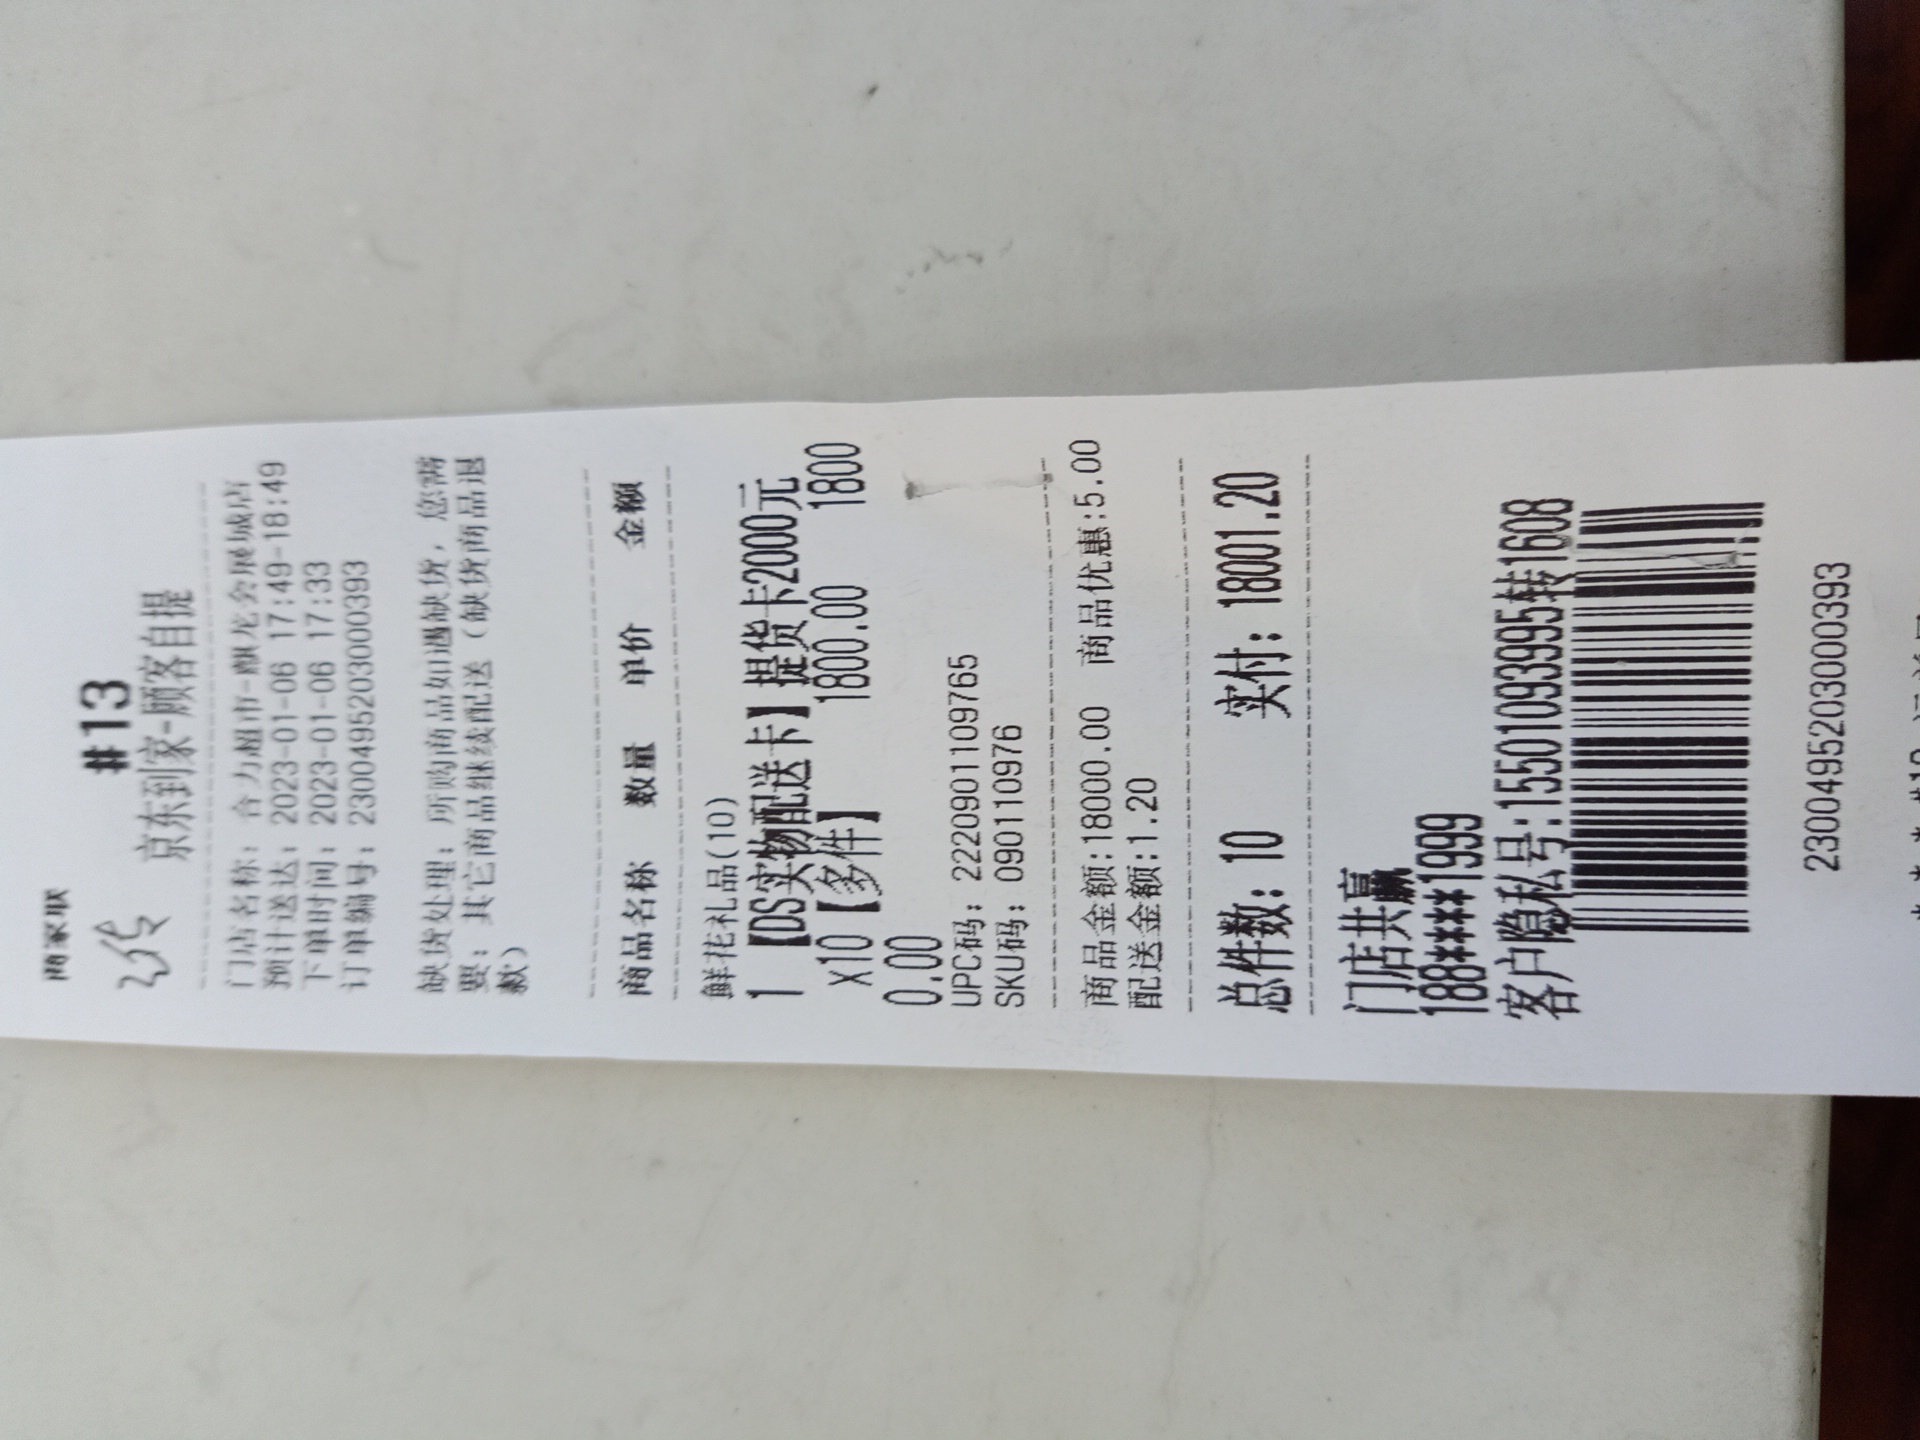 商家联
#13
京东到家-顾客自提
门店名称：合力超市-麒龙会展城店
预计送达：2023-01-06 17:49-18:49
下单时间：2023-01-06 17:33
订单编号：2300495203000393
缺货处理：所购商品如遇缺货，您需
要：其它商品继续配送（缺货商品退
款）
商品名称 数量 单价 金额
鲜花礼品(10)
1 【DS实物配送卡】提货卡2000元
x10【多件】 1800.00 1800
0.00
UPC码：2220901109765
SKU码：0901109976
商品金额:18000.00 商品优惠:5.00
配送金额:1.20
总件数：10 实付：18001.20
门店共赢
188****1999
客户隐私号:15501093995转1608
2300495203000393